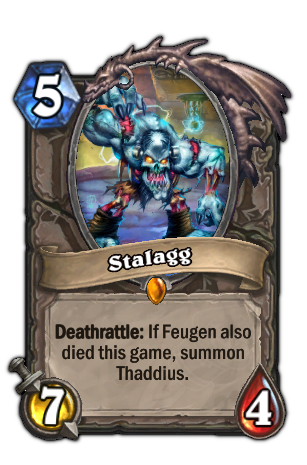 5
Stalagg
Deathrattle: If Feugen also
died this game, summon
Thaddius.
7
4